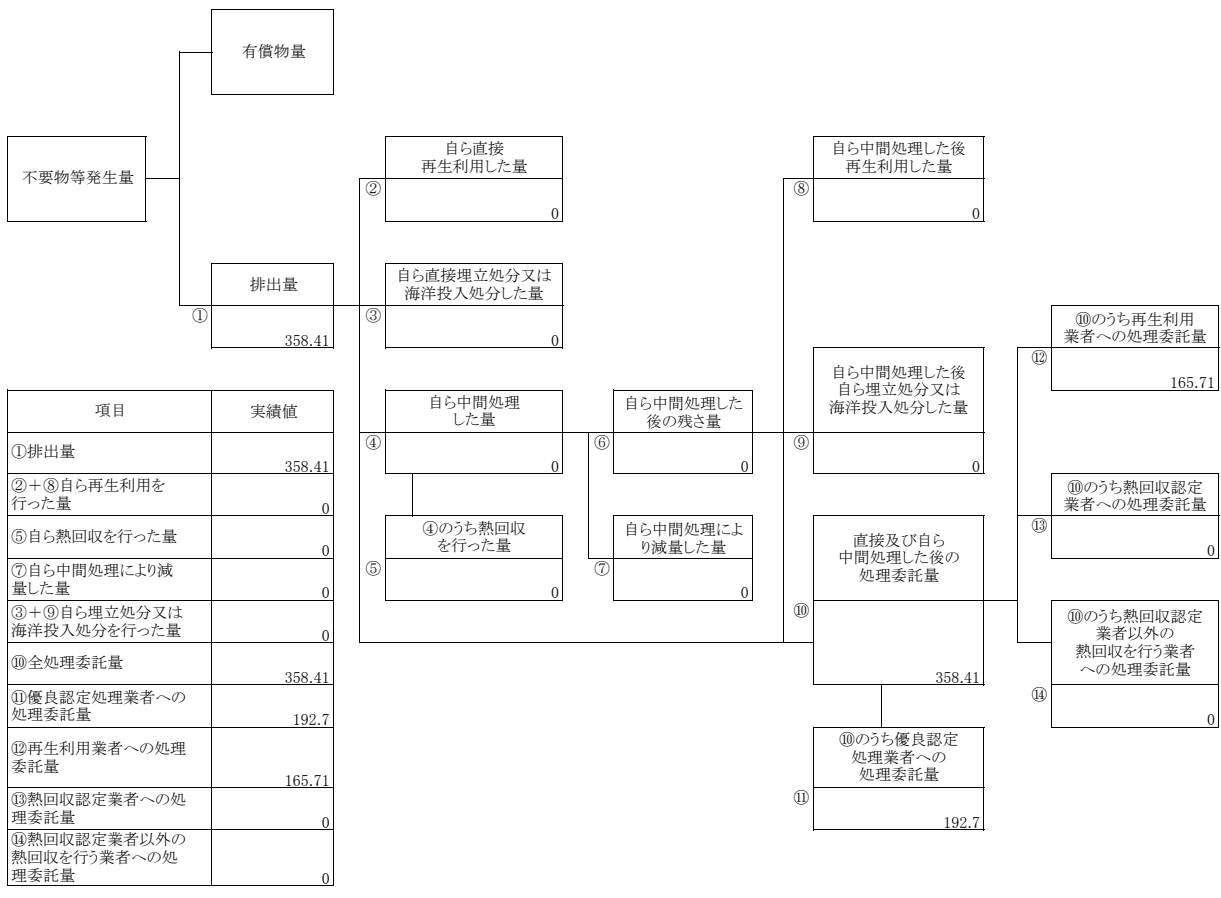 有償物量
不要物等発生量
排出量
①
358.41
自ら直接
再生利用した量
②
0
自ら直接埋立処分又は
海洋投入処分した量
③
0
自ら中間処理
した量
④
0
④のうち熱回収
を行った量
⑤
0
自ら中間処理した
後の残さ量
⑥
0
自ら中間処理によ
り減量した量
⑦
0
自ら中間処理した後
再生利用した量
⑧
0
自ら中間処理した後
自ら埋立処分又は
海洋投入処分した量
⑨
0
直接及び自ら
中間処理した後の
処理委託量
⑩
358.41
⑩のうち優良認定
処理業者への
処理委託量
⑪
192.7
⑩のうち再生利用
業者への処理委託量
⑫
165.71
⑩のうち熱回収認定
業者への処理委託量
⑬
0
⑩のうち熱回収認定
業者以外の
熱回収を行う業者
への処理委託量
⑭
0
項目 実績値
①排出量
358.41
②+⑧自ら再生利用を
行った量
0
⑤自ら熱回収を行った量
0
⑦自ら中間処理により減
量した量
0
③+⑨自ら埋立処分又は
海洋投入処分を行った量
0
⑩全処理委託量
358.41
⑪優良認定処理業者への
処理委託量
192.7
⑫再生利用業者への処理
委託量
165.71
⑬熱回収認定業者への処
理委託量
0
⑭熱回収認定業者以外の
熱回収を行う業者への処
理委託量
0